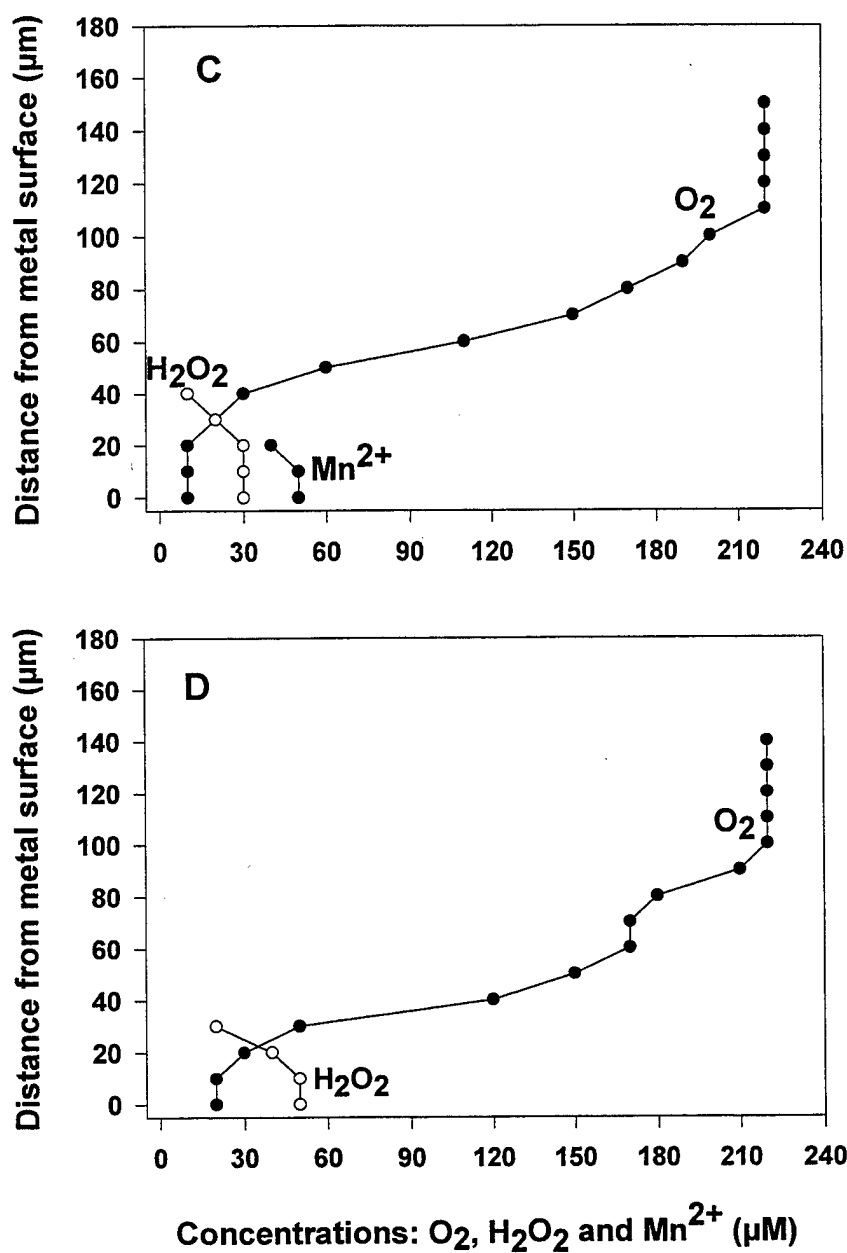 180
160
140
120
100
80
60
40
20
0
Distance from metal surface (µm)
C
O₂
H₂O₂
Mn²⁺
0 30 60 90 120 150 180 210 240
180
160
140
120
100
80
60
40
20
0
Distance from metal surface (µm)
D
O₂
H₂O₂
0 30 60 90 120 150 180 210 240
Concentrations: O₂, H₂O₂ and Mn²⁺ (µM)